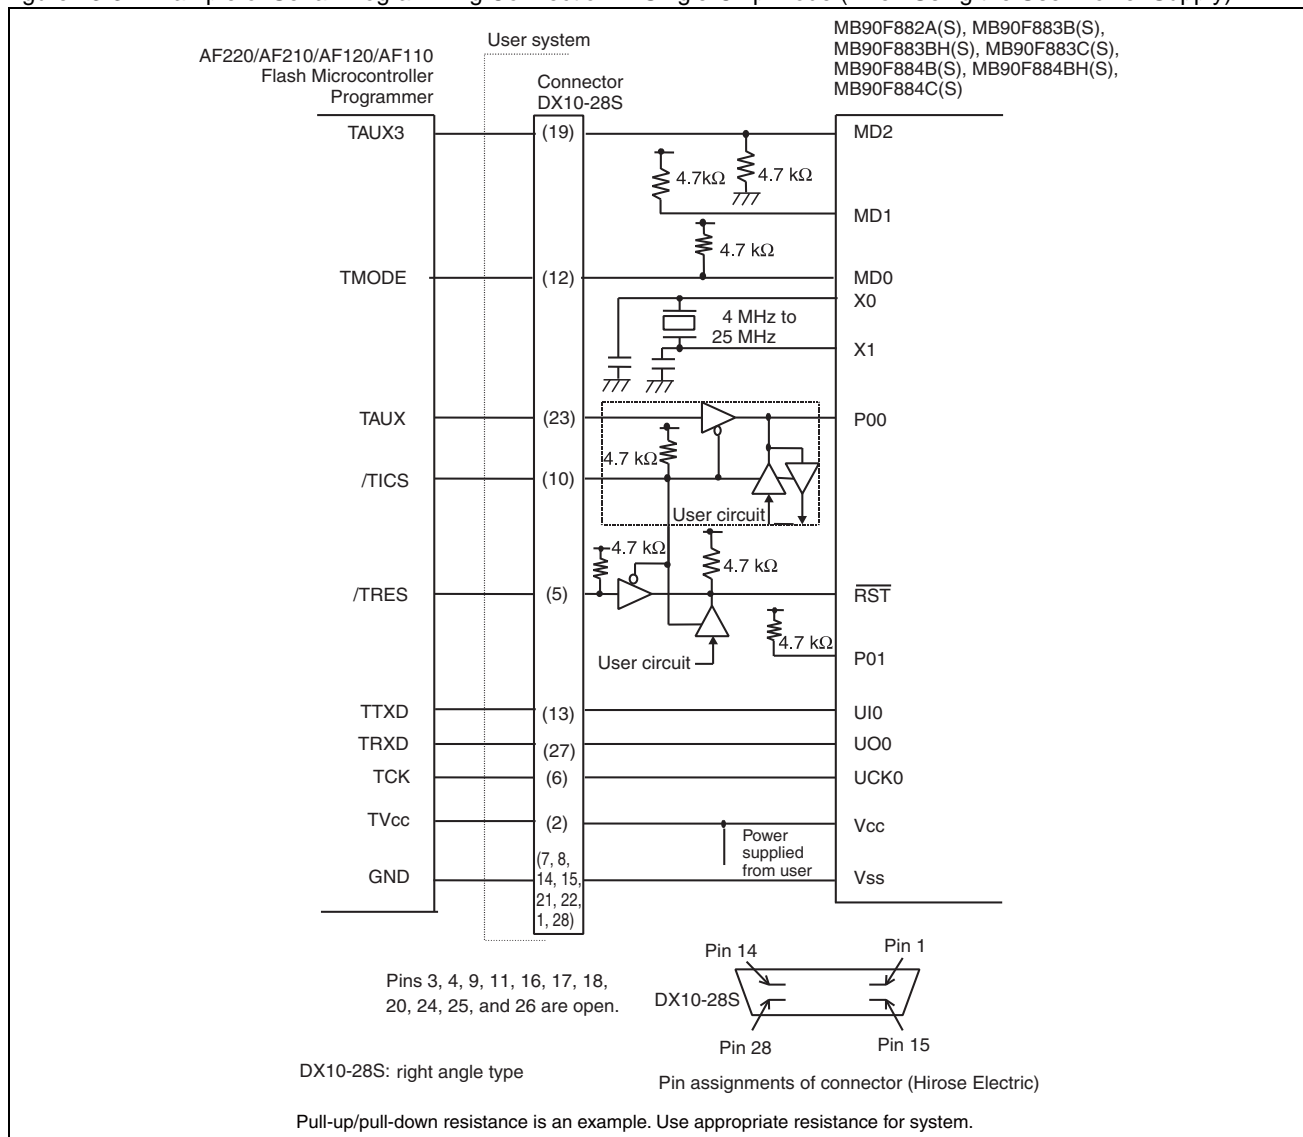 AF220/AF210/AF120/AF110
Flash Microcontroller
Programmer
User system
Connector
DX10-28S
MB90F882A(S), MB90F883B(S),
MB90F883BH(S), MB90F883C(S),
MB90F884B(S), MB90F884BH(S),
MB90F884C(S)
TAUX3
(19)
MD2
4.7kΩ
4.7 kΩ
MD1
4.7 kΩ
TMODE
(12)
MD0
X0
4 MHz to
25 MHz
X1
TAUX
(23)
P00
4.7 kΩ
/TICS
(10)
User circuit
4.7 kΩ
4.7 kΩ
/TRES
(5)
RST
4.7 kΩ
User circuit
P01
TTXD
(13)
UI0
TRXD
(27)
UO0
TCK
(6)
UCK0
TVcc
(2)
Vcc
Power
supplied
from user
GND
(7, 8,
14, 15,
21, 22,
1, 28)
Vss
Pins 3, 4, 9, 11, 16, 17, 18,
20, 24, 25, and 26 are open.
Pin 14
Pin 1
DX10-28S
Pin 28
Pin 15
DX10-28S: right angle type
Pin assignments of connector (Hirose Electric)
Pull-up/pull-down resistance is an example. Use appropriate resistance for system.